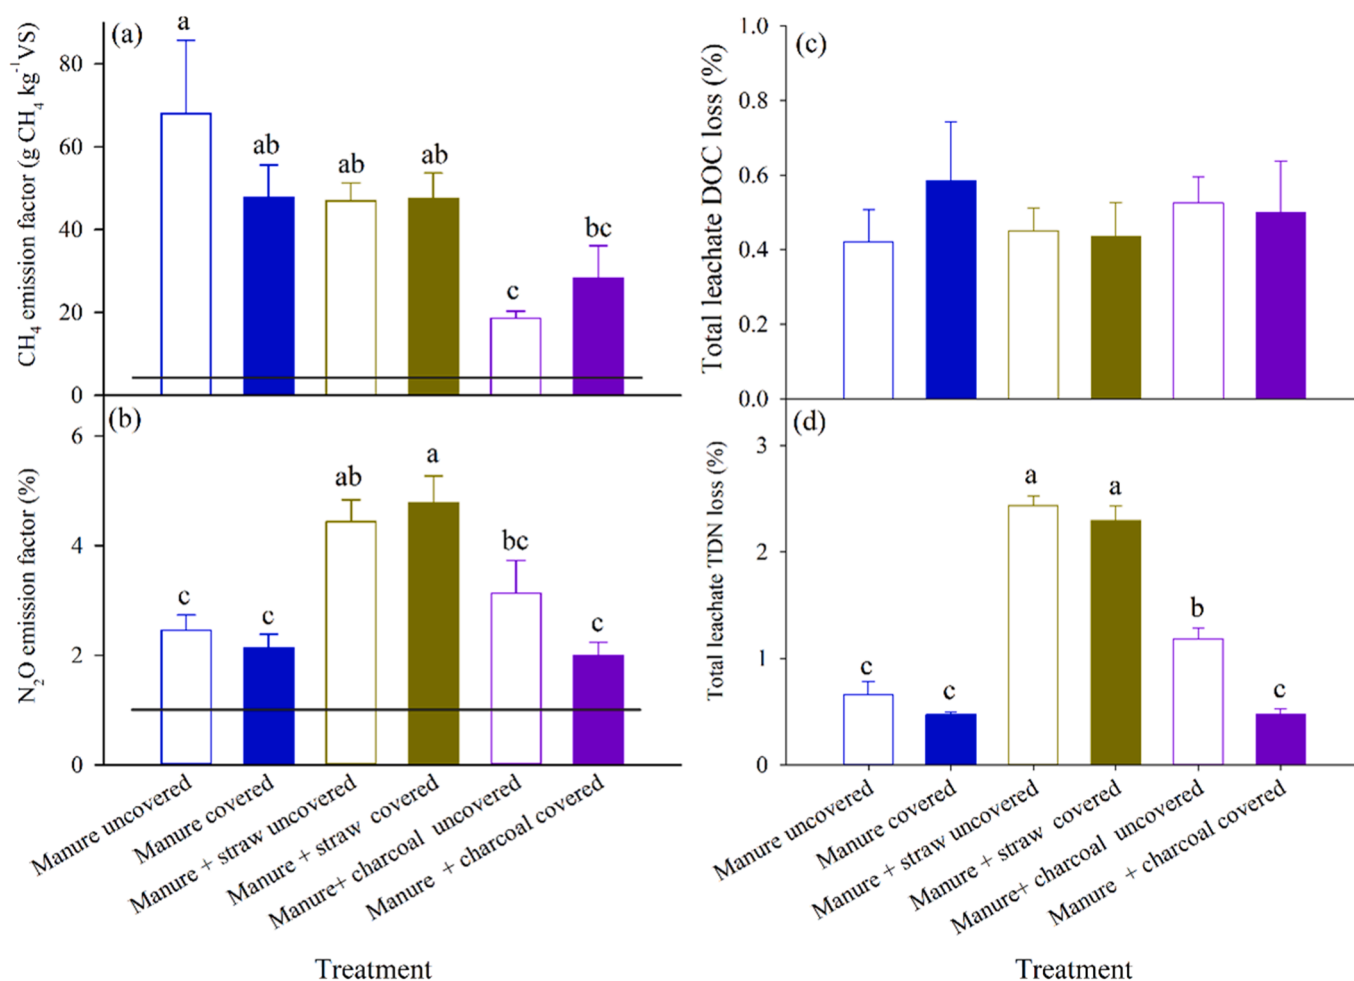 (a)
CH₄ emission factor (g CH₄ kg⁻¹VS)
80
60
40
20
0
a
ab
ab
ab
c
bc
(b)
N₂O emission factor (%)
6
4
2
0
c
c
ab
a
bc
c
Manure uncovered
Manure covered
Manure + straw uncovered
Manure + straw covered
Manure+ charcoal uncovered
Manure + charcoal covered
Treatment
(c)
Total leachate DOC loss (%)
1.0
0.8
0.6
0.4
0.2
0.0
(d)
Total leachate TDN loss (%)
3
2
1
0
c
c
a
a
b
c
Manure uncovered
Manure covered
Manure + straw uncovered
Manure + straw covered
Manure+ charcoal uncovered
Manure + charcoal covered
Treatment